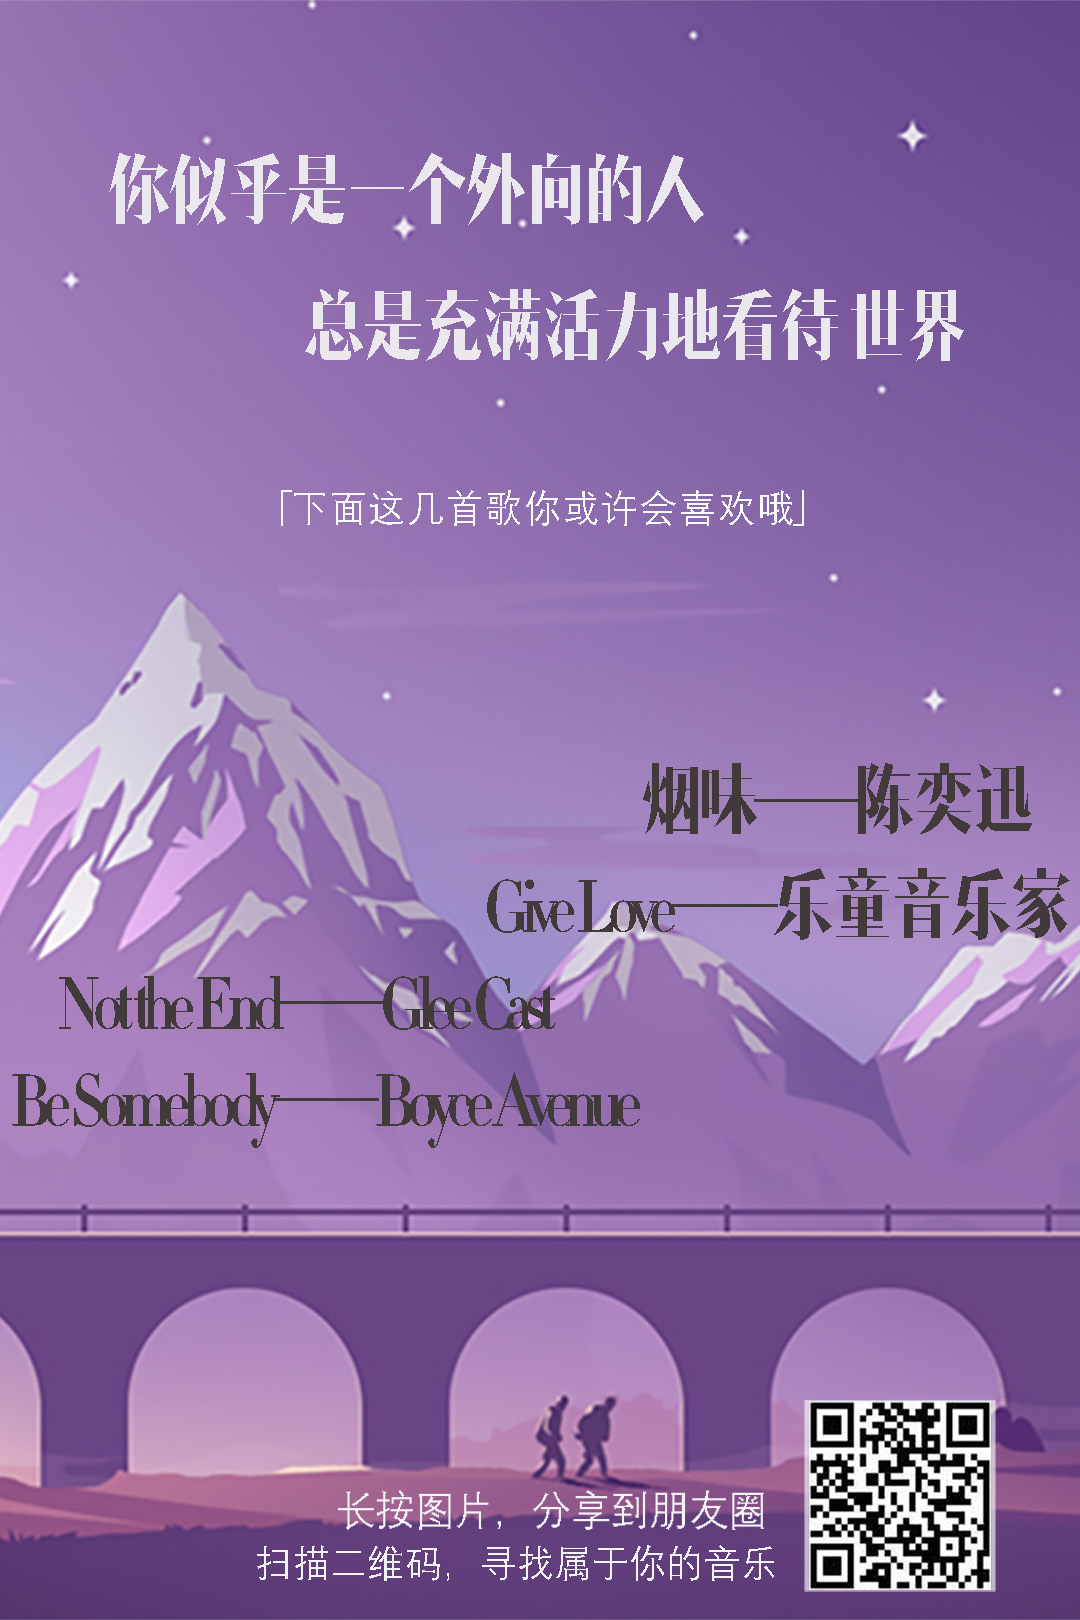 你似乎是一个外向的人
总是充满活力地看待世界
「下面这几首歌你或许会喜欢哦」
烟味——陈奕迅
Give Love——乐童音乐家
Not the End——Glee Cast
Be Somebody——Boyce Avenue
长按图片，分享到朋友圈
扫描二维码，寻找属于你的音乐